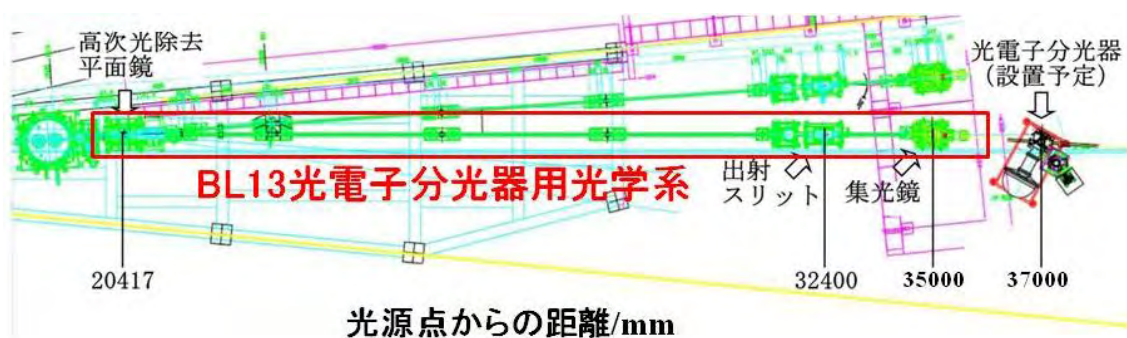 高次光除去
平面鏡
光電子分光器
(設置予定)
BL13光電子分光器用光学系
出射
スリット
集光鏡
20417
32400
35000
37000
光源点からの距離/mm